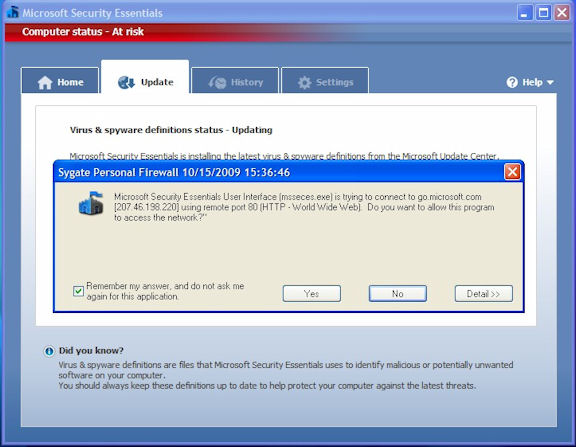 Microsoft Security Essentials
Computer status - At risk
Home
Update
History
Settings
Help
Virus & spyware definitions status - Updating
Microsoft Security Essentials is installing the latest virus & spyware definitions from the Microsoft Update Center.
Sygate Personal Firewall 10/15/2009 15:36:46
Microsoft Security Essentials User Interface (msseces.exe) is trying to connect to go.microsoft.com
[207.46.198.220] using remote port 80 (HTTP - World Wide Web). Do you want to allow this program
to access the network?"
Remember my answer, and do not ask me
again for this application.
Yes
No
Detail >>
Did you know?
Virus & spyware definitions are files that Microsoft Security Essentials uses to identify malicious or potentially unwanted
software on your computer.
You should always keep these definitions up to date to help protect your computer against the latest threats.